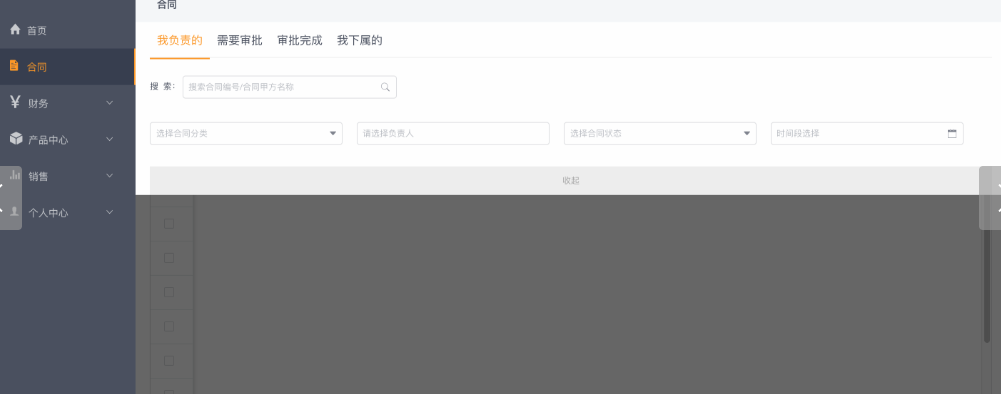 合同
首页
合同
财务
产品中心
销售
个人中心
我负责的 需要审批 审批完成 我下属的
搜 索： 搜索合同编号/合同甲方名称
选择合同分类 请选择负责人 选择合同状态 时间段选择
收起